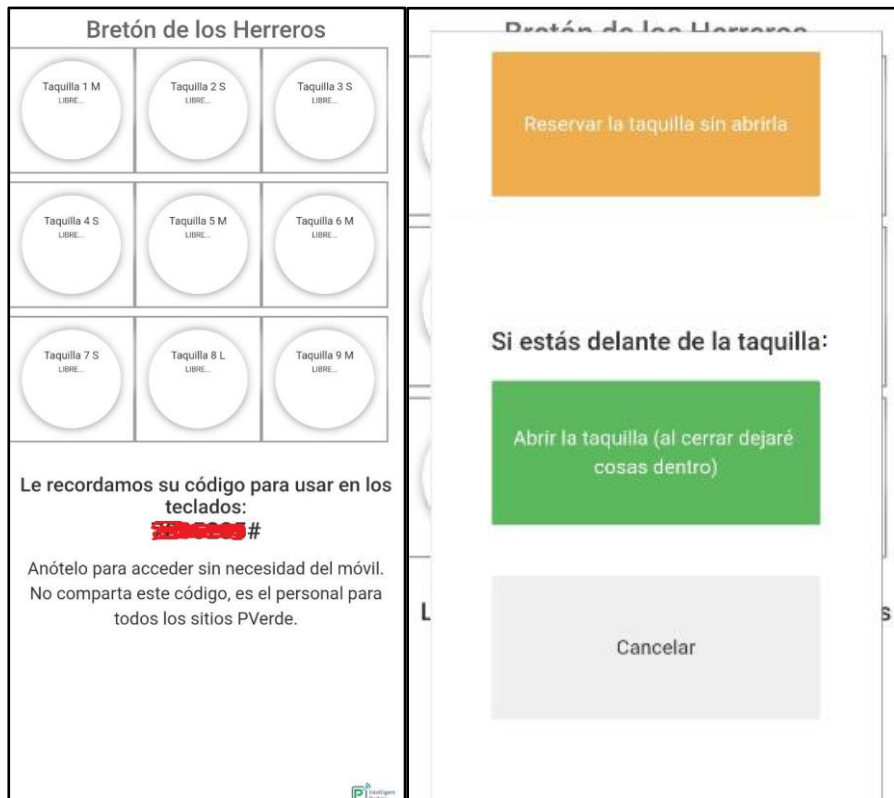 Bretón de los Herreros
Taquilla 1 M
LIBRE...
Taquilla 2 S
LIBRE...
Taquilla 3 S
LIBRE...
Taquilla 4 S
LIBRE...
Taquilla 5 M
LIBRE...
Taquilla 6 M
LIBRE...
Taquilla 7 S
LIBRE...
Taquilla 8 L
LIBRE...
Taquilla 9 M
LIBRE...
Le recordamos su código para usar en los
teclados:
#
Anótelo para acceder sin necesidad del móvil.
No comparta este código, es el personal para
todos los sitios PVerde.
Bretón de los Herreros
Reservar la taquilla sin abrirla
Si estás delante de la taquilla:
Abrir la taquilla (al cerrar dejaré
cosas dentro)
Cancelar
L
s